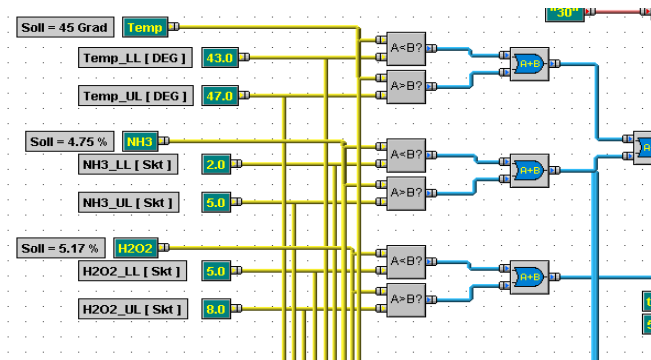 "30"
Soll = 45 Grad Temp
A<B?
Temp_LL [ DEG ] 43.0
A+B
Temp_UL [ DEG ] 47.0
A>B?
Soll = 4.75 % NH3
A<B?
A
NH3_LL [ Skt ] 2.0
A+B
NH3_UL [ Skt ] 5.0
A>B?
Soll = 5.17 % H2O2
A<B?
H2O2_LL [ Skt ] 5.0
A+B
H2O2_UL [ Skt ] 8.0
A>B?
t
5